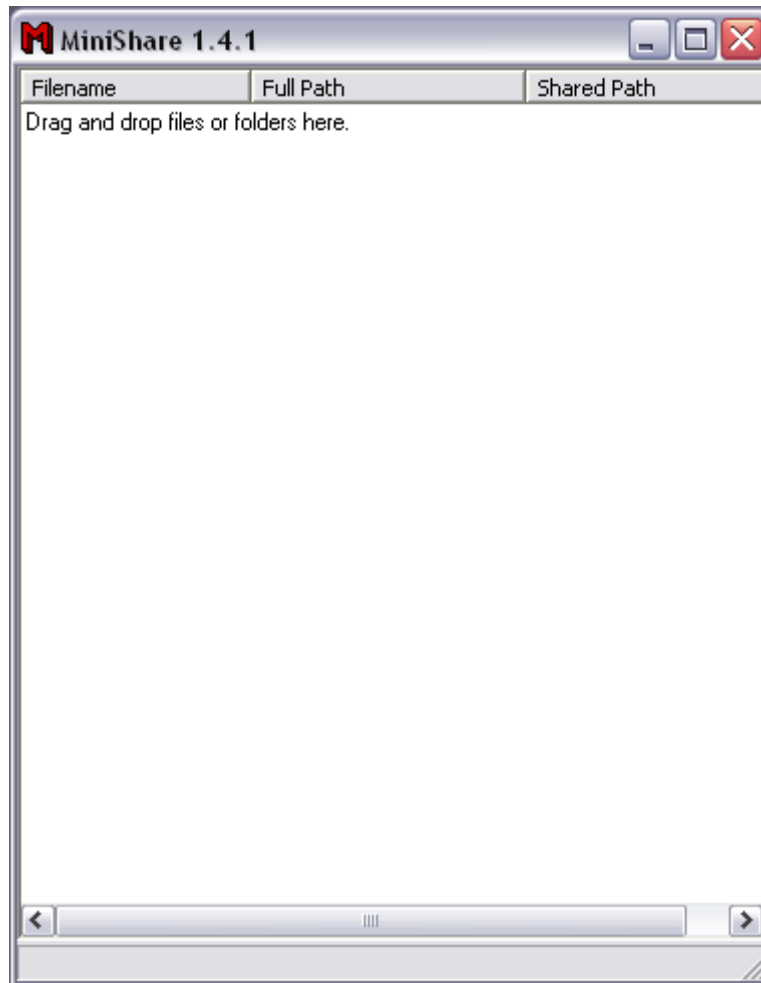 MiniShare 1.4.1
Filename Full Path Shared Path
Drag and drop files or folders here.